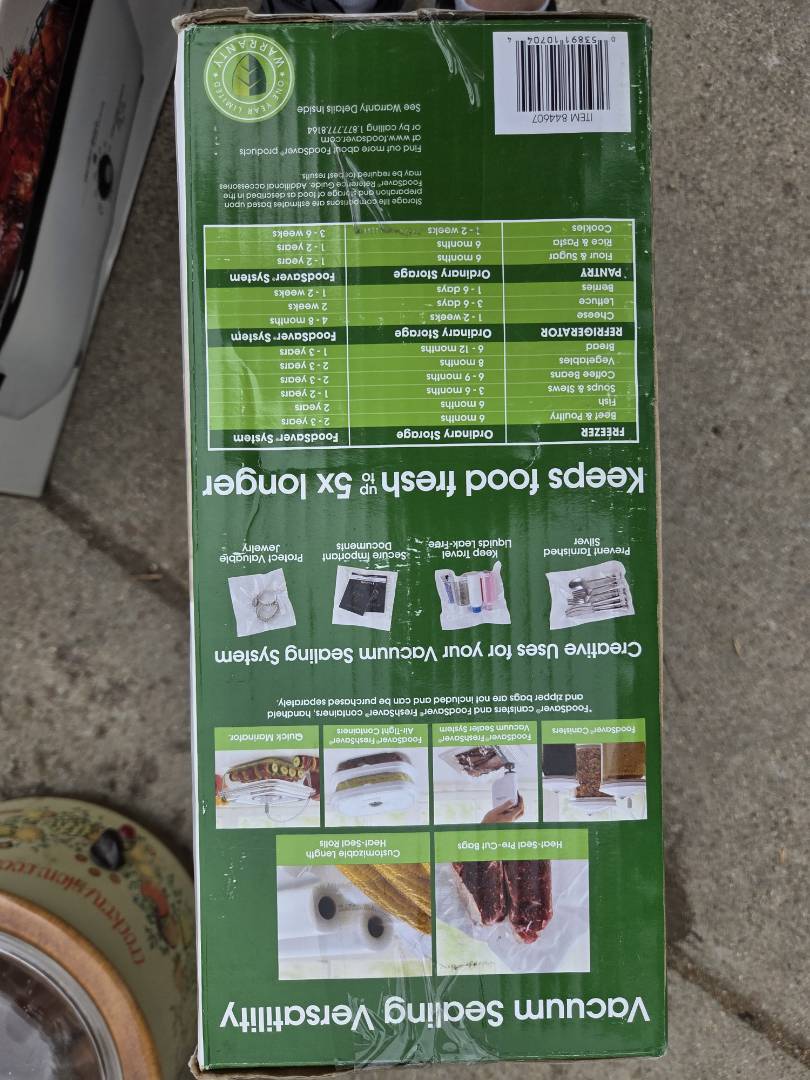 Vacuum Sealing Versatility
Heat-Seal Pre-Cut Bags
Customizable Length
Heat-Seal Rolls
FoodSaver® Canisters
FoodSaver® FreshSaver®
Vacuum Sealer System
FoodSaver® FreshSaver®
Air-Tight Containers
Quick Marinator
*FoodSaver® canisters and FoodSaver® FreshSaver® containers, handheld
and zipper bags are not included and can be purchased separately.
Creative Uses for your Vacuum Sealing System
Prevent Tarnished
Silver
Keep Travel
Liquids Leak-Free
Secure Important
Documents
Protect Valuable
Jewelry
Keeps food fresh up to 5x longer
FREEZER Ordinary Storage FoodSaver® System
Beef & Poultry 6 months 2 - 3 years
Fish 6 months 2 years
Soups & Stews 3 - 6 months 1 - 2 years
Coffee Beans 6 - 9 months 2 - 3 years
Vegetables 8 months 2 - 3 years
Bread 6 - 12 months 1 - 3 years
REFRIGERATOR Ordinary Storage FoodSaver® System
Cheese 1 - 2 weeks 4 - 8 months
Lettuce 3 - 6 days 2 weeks
Berries 1 - 6 days 1 - 2 weeks
PANTRY Ordinary Storage FoodSaver® System
Flour & Sugar 6 months 1 - 2 years
Rice & Pasta 6 months 1 - 2 years
Cookies 1 - 2 weeks 3 - 6 weeks
Storage life comparisons are estimates based upon
preparation and storage of food as described in the
FoodSaver® Reference Guide. Additional accessories
may be required for best results.
Find out more about FoodSaver® products
at www.foodsaver.com
or by calling 1.877.777.8164
See Warranty Details Inside
ONE YEAR LIMITED
WARRANTY
ITEM 844607
0 53891 10704 4
crockery